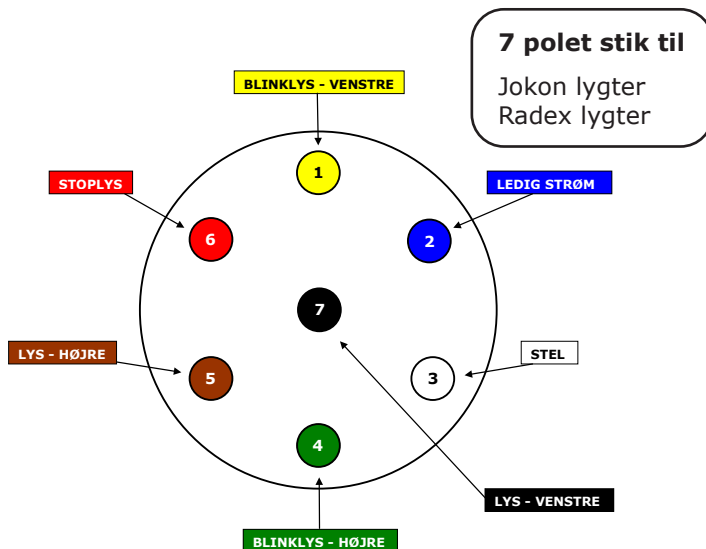 7 polet stik til
Jokon lygter
Radex lygter
BLINKLYS - VENSTRE
1
STOPLYS
LEDIG STRØM
6
2
7
LYS - HØJRE
STEL
5
3
4
LYS - VENSTRE
BLINKLYS - HØJRE